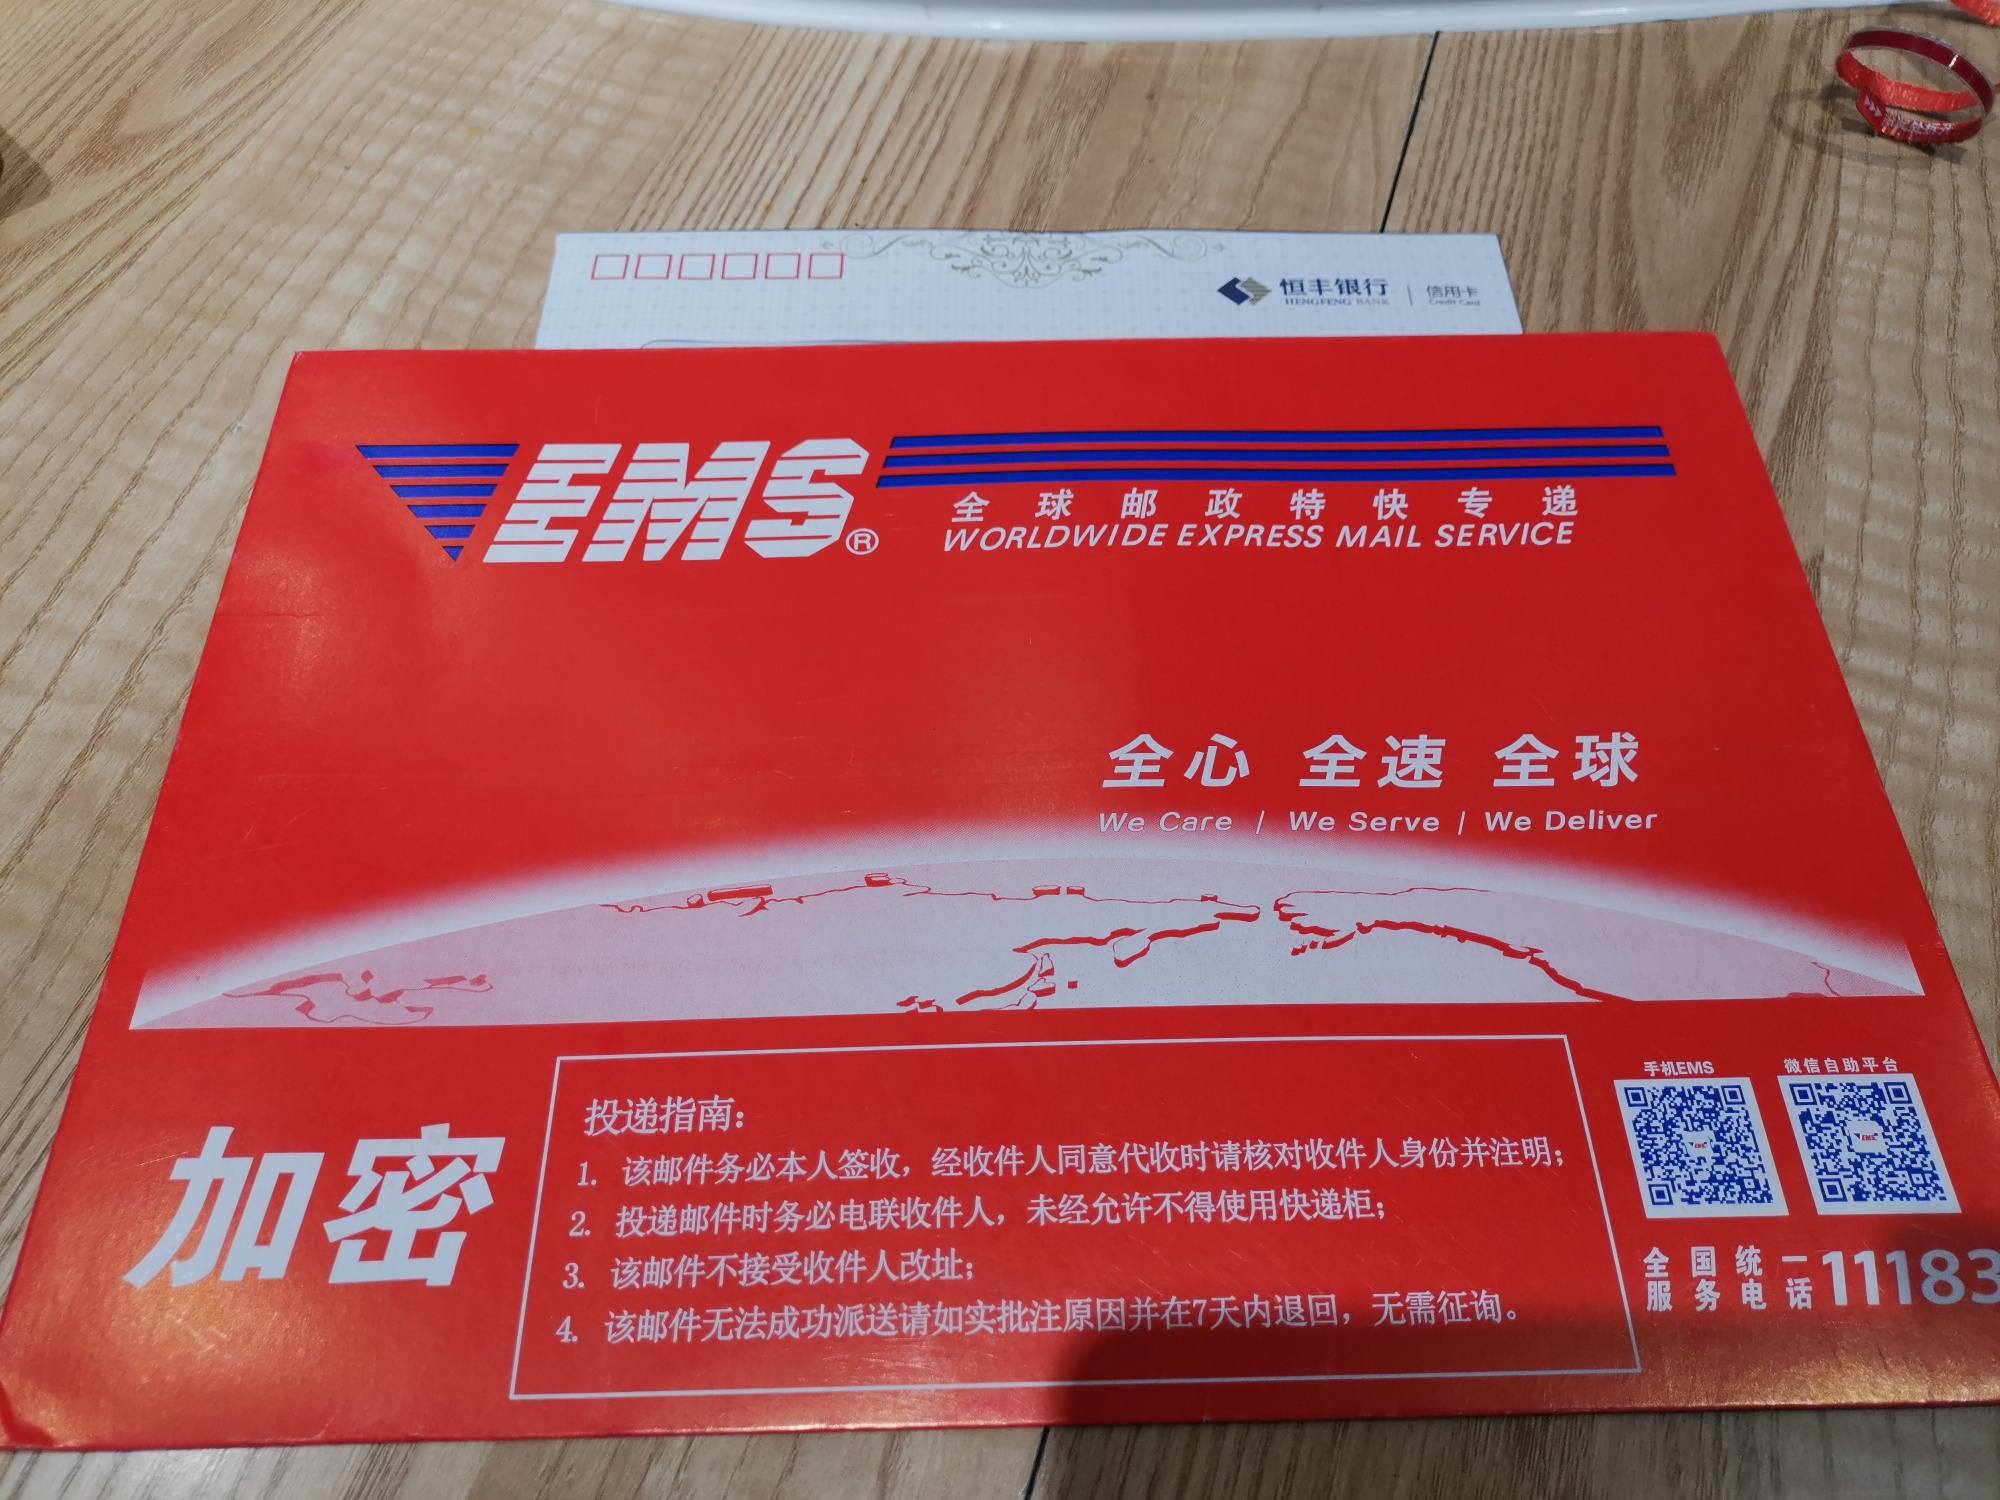 恒丰银行 | 信用卡
HENGFENG BANK Credit Card
EMS®
全球邮政特快专递
WORLDWIDE EXPRESS MAIL SERVICE
全心 全速 全球
We Care / We Serve / We Deliver
加密
投递指南：
1. 该邮件务必本人签收，经收件人同意代收时请核对收件人身份并注明；
2. 投递邮件时务必电联收件人，未经允许不得使用快递柜；
3. 该邮件不接受收件人改址；
4. 该邮件无法成功派送请如实批注原因并在7天内退回，无需征询。
手机EMS 微信自助平台
全国统一
服务电话
11183